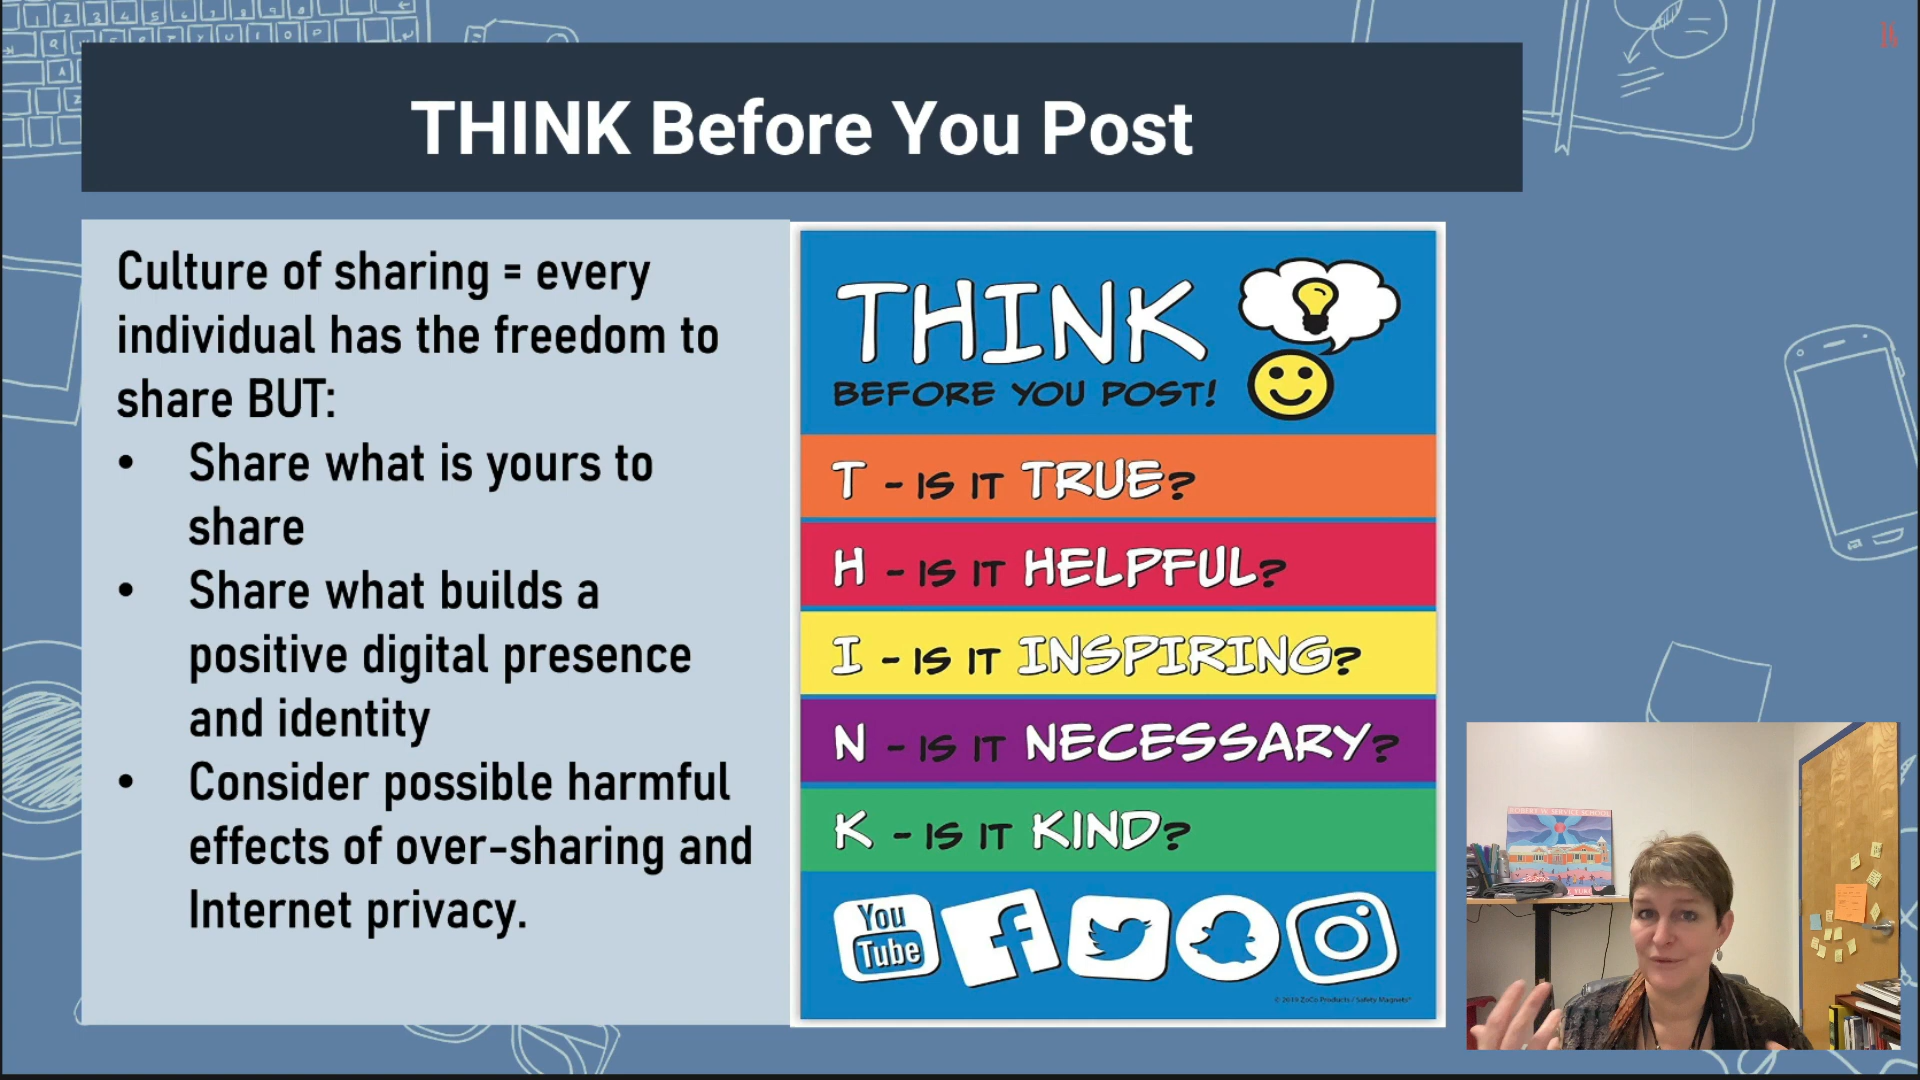 THINK Before You Post
Culture of sharing = every
individual has the freedom to
share BUT:
• Share what is yours to
share
• Share what builds a
positive digital presence
and identity
• Consider possible harmful
effects of over-sharing and
Internet privacy.
THINK
BEFORE YOU POST!
T - IS IT TRUE?
H - IS IT HELPFUL?
I - IS IT INSPIRING?
N - IS IT NECESSARY?
K - IS IT KIND?
You
Tube
© 2019 ZoCo Products / Safety Magnets